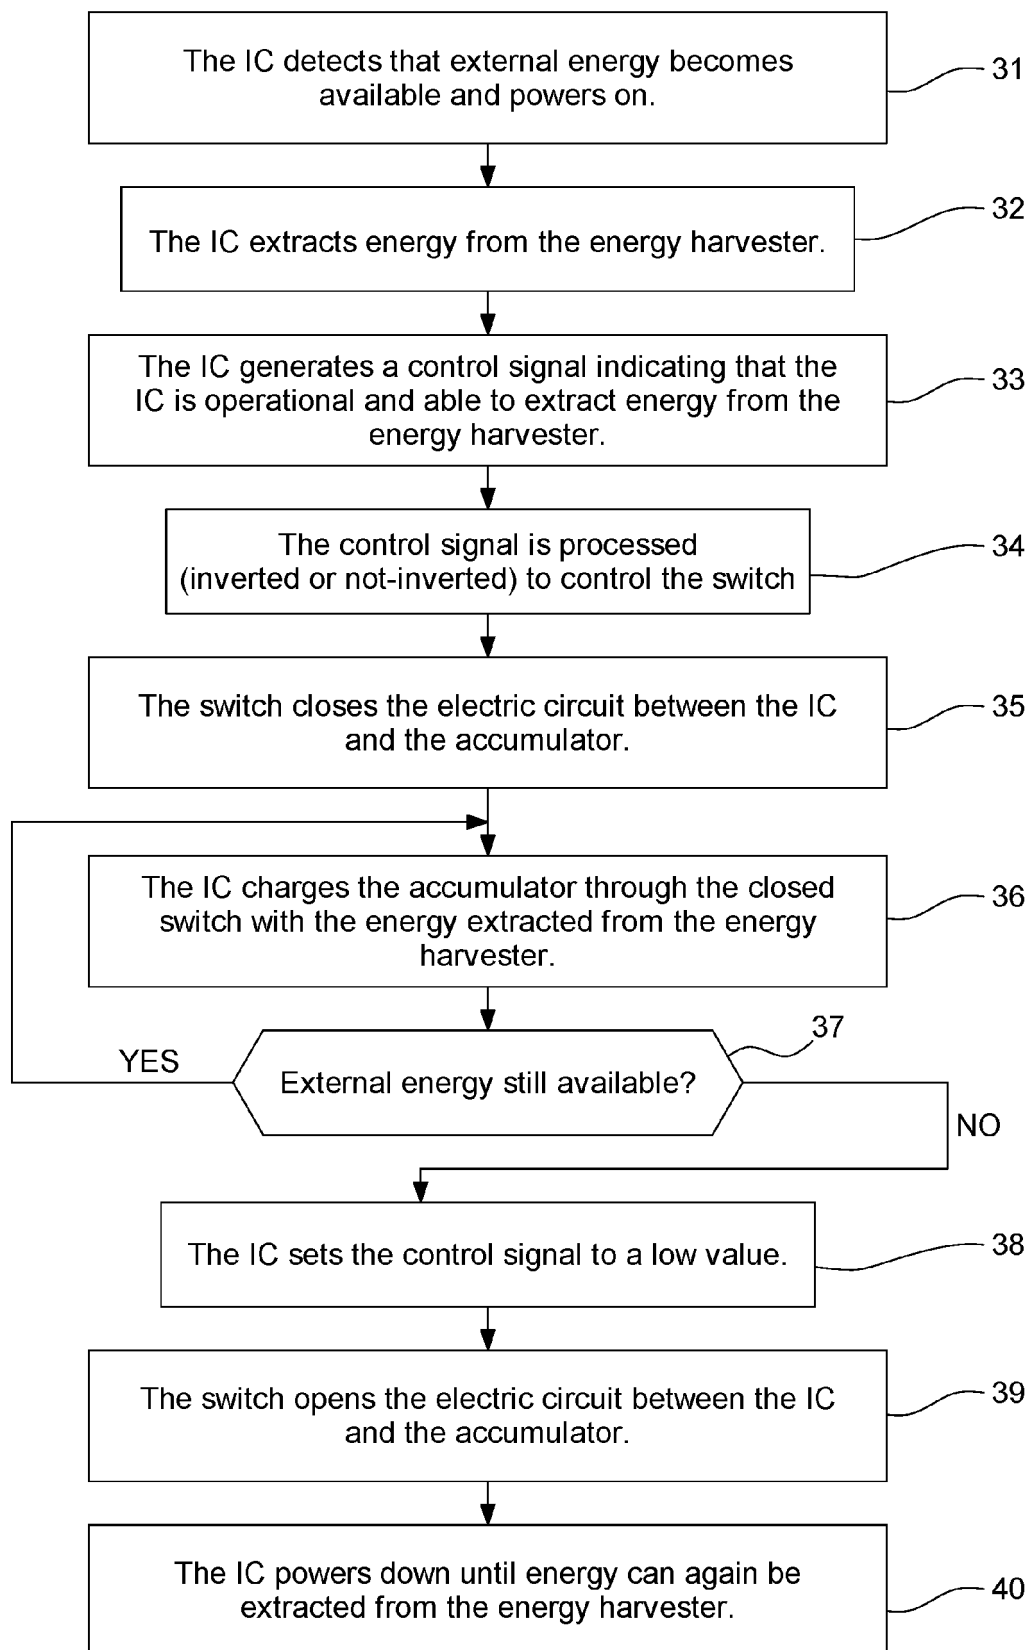 The IC detects that external energy becomes
available and powers on.
31
The IC extracts energy from the energy harvester.
32
The IC generates a control signal indicating that the
IC is operational and able to extract energy from the
energy harvester.
33
The control signal is processed
(inverted or not-inverted) to control the switch
34
The switch closes the electric circuit between the IC
and the accumulator.
35
The IC charges the accumulator through the closed
switch with the energy extracted from the energy
harvester.
36
37
YES
External energy still available?
NO
The IC sets the control signal to a low value.
38
The switch opens the electric circuit between the IC
and the accumulator.
39
The IC powers down until energy can again be
extracted from the energy harvester.
40